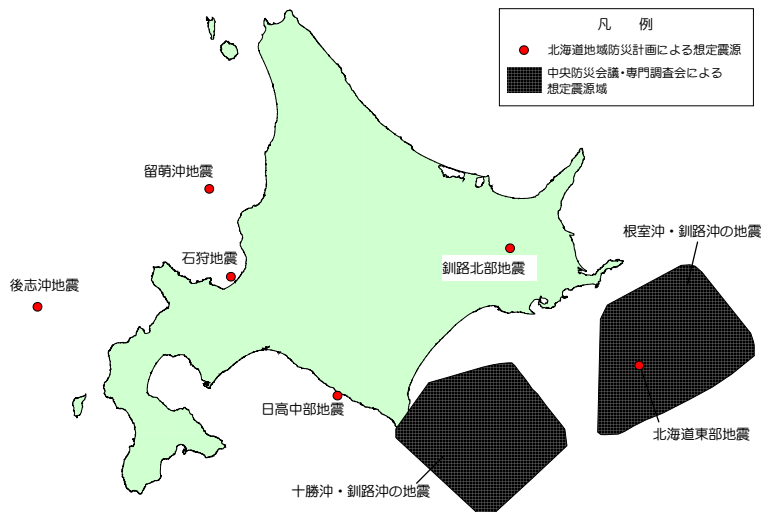 凡 例
北海道地域防災計画による想定震源
中央防災会議・専門調査会による
想定震源域
留萌沖地震
根室沖・釧路沖の地震
石狩地震
釧路北部地震
後志沖地震
日高中部地震
北海道東部地震
十勝沖・釧路沖の地震